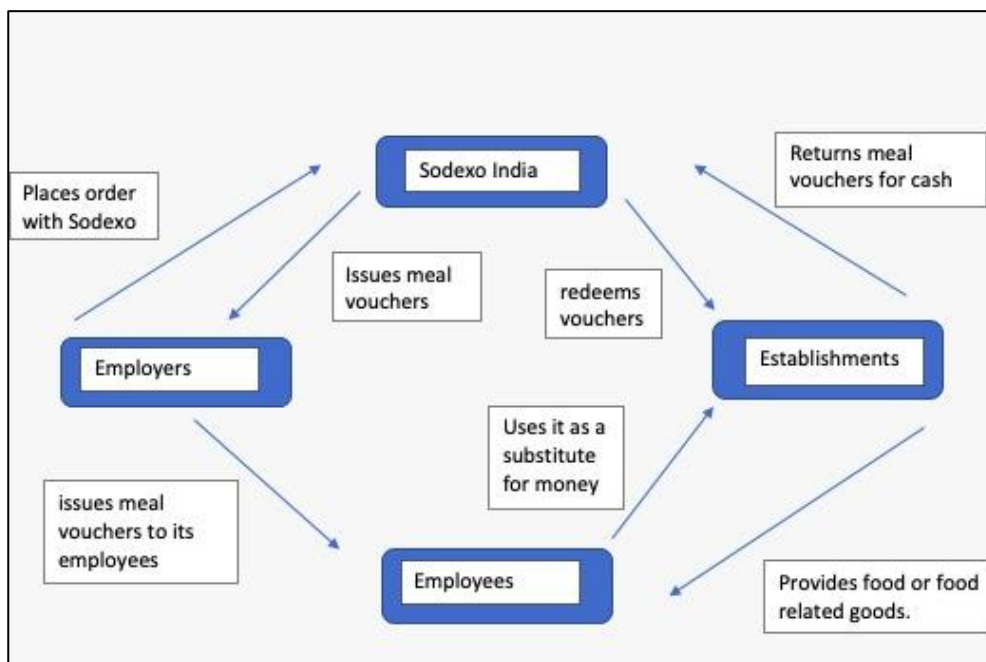 Sodexo India
Returns meal
vouchers for cash
Places order
with Sodexo
Issues meal
vouchers
redeems
vouchers
Employers
Establishments
Uses it as a
substitute
for money
issues meal
vouchers to its
employees
Employees
Provides food or food
related goods.